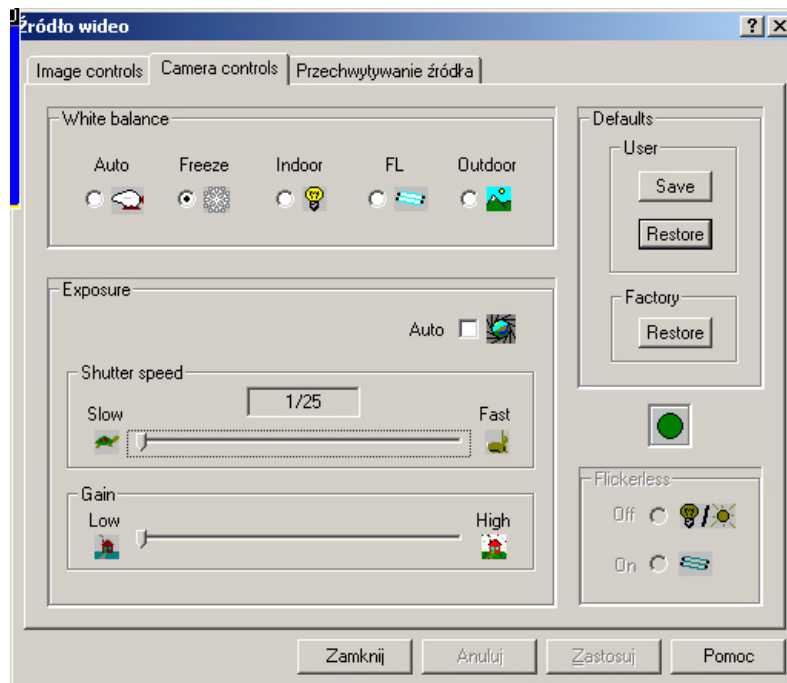 Źródło wideo
Image controls Camera controls Przechwytywanie źródła
White balance
Auto Freeze Indoor FL Outdoor
Exposure
Auto
Shutter speed
1/25
Slow Fast
Gain
Low High
Defaults
User
Save
Restore
Factory
Restore
Flickerless
Off
On
Zamknij Anuluj Zastosuj Pomoc